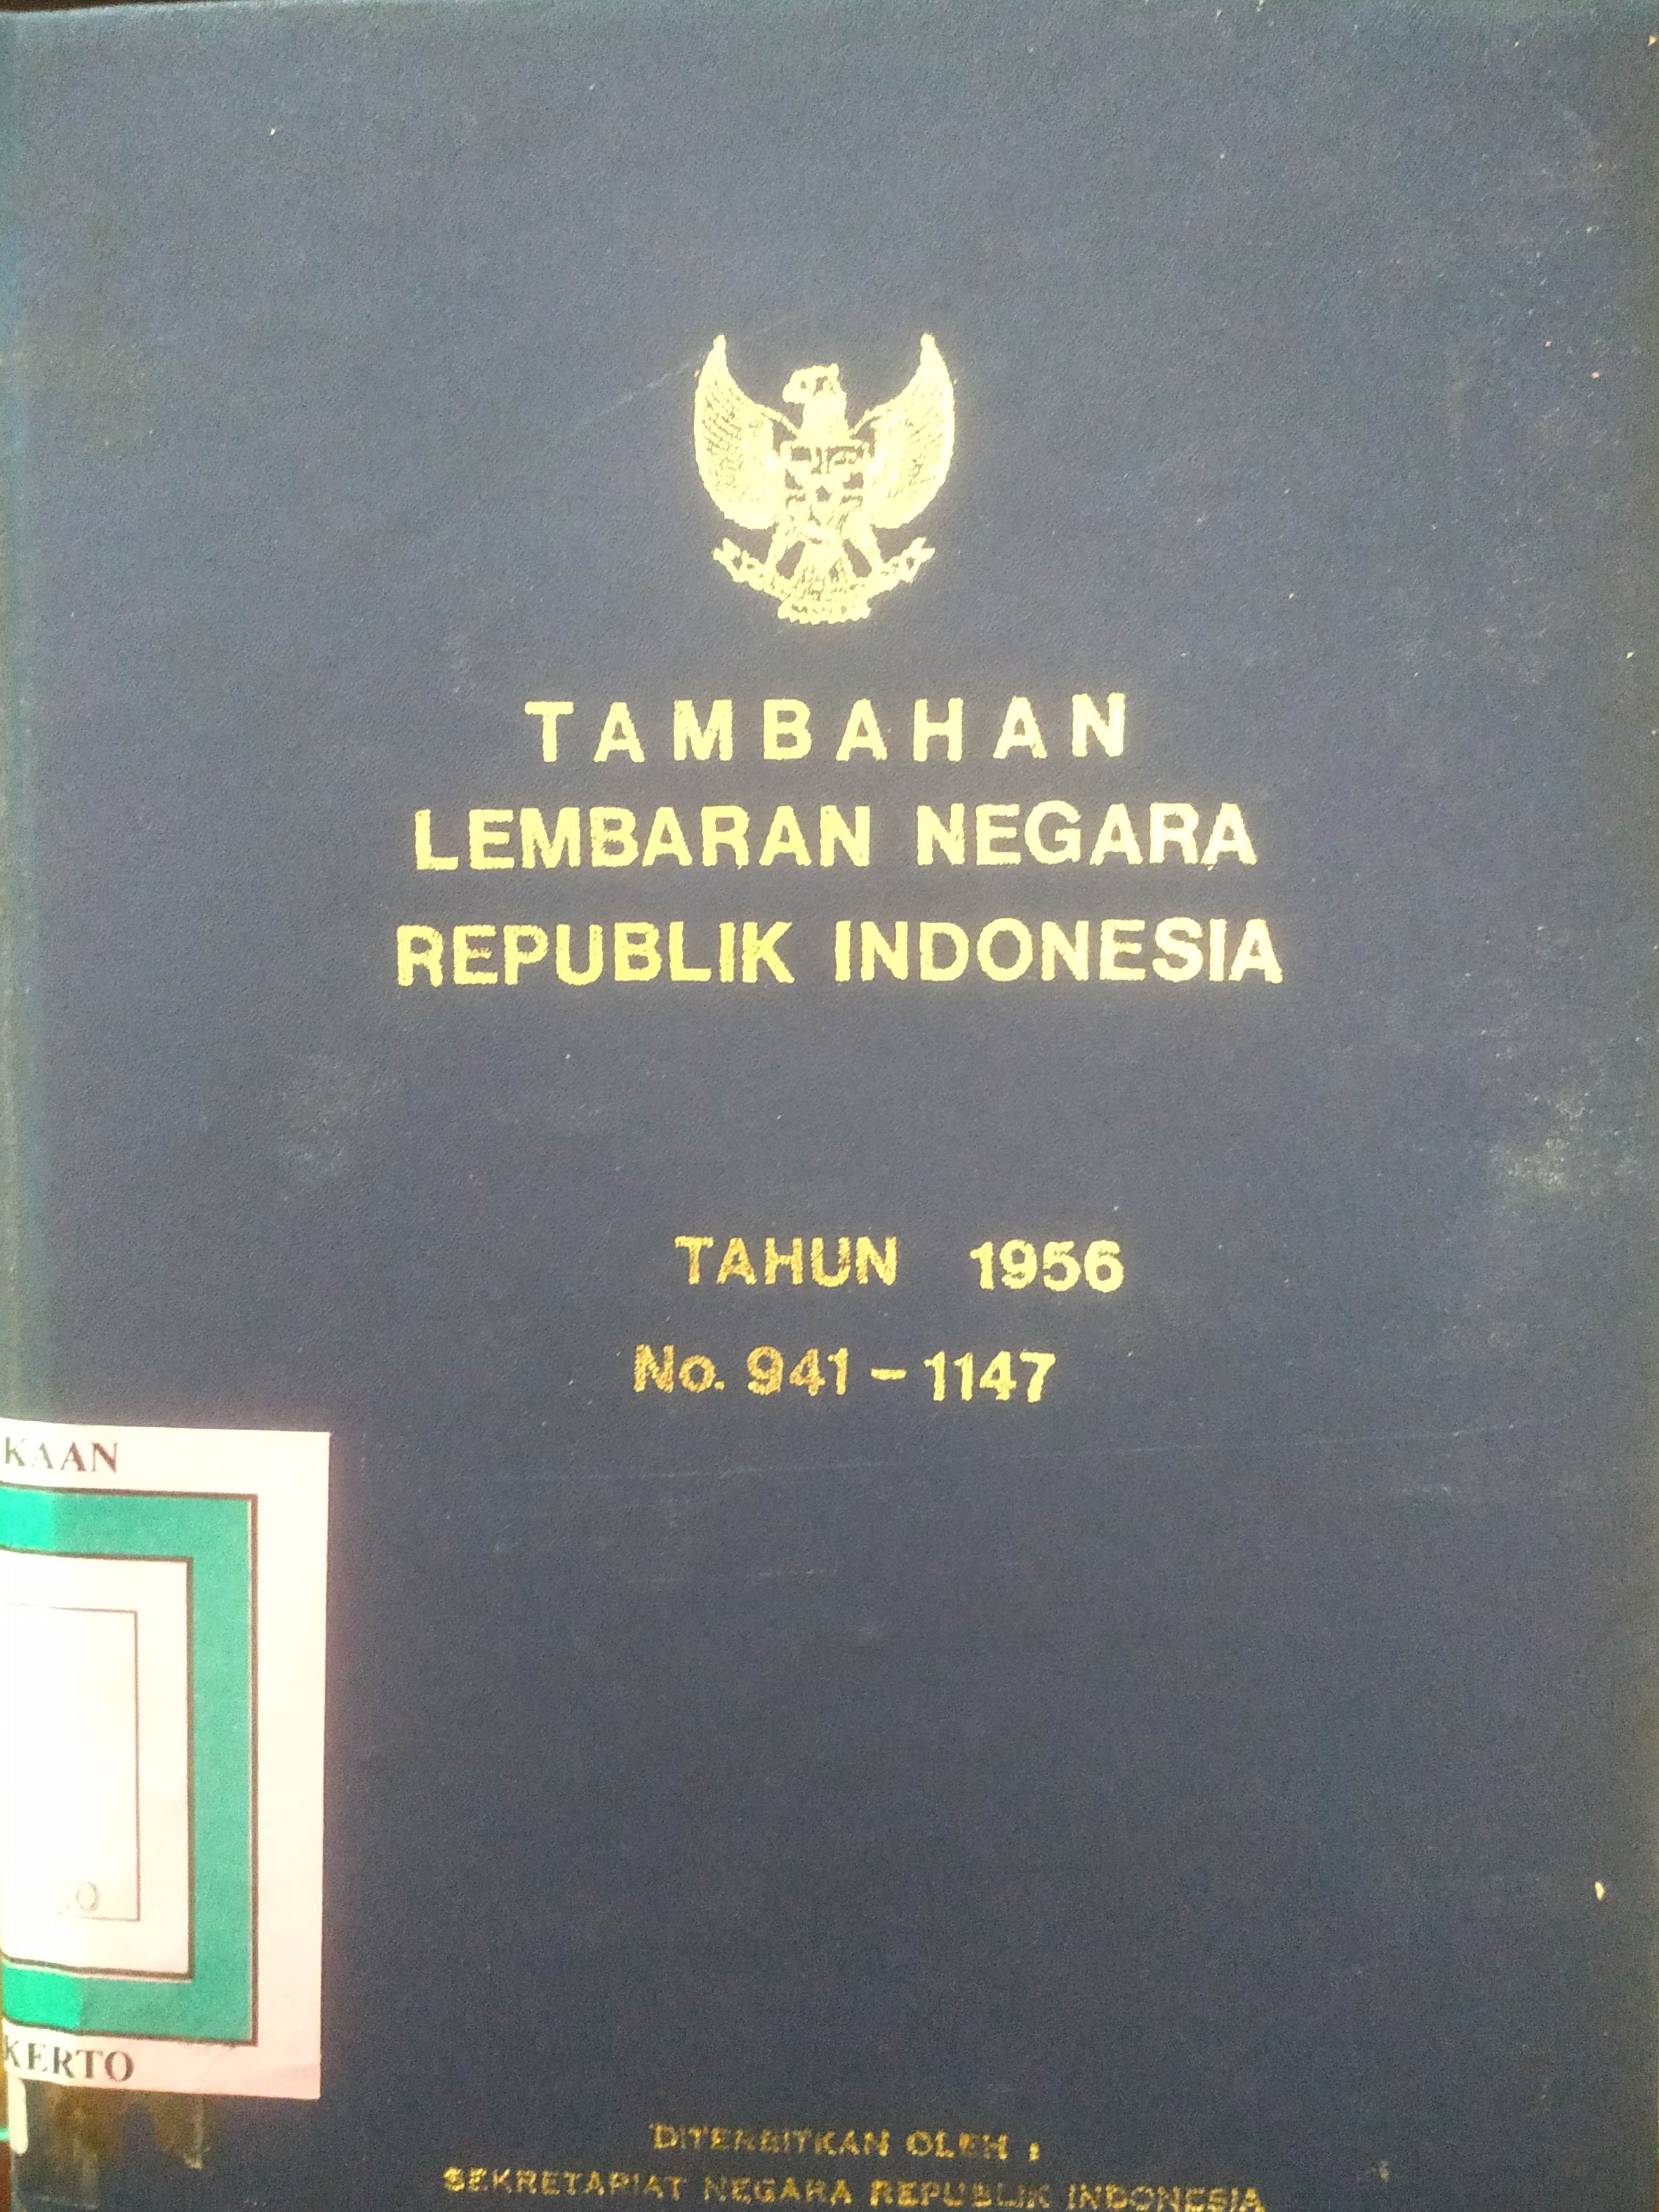 TAMBAHAN
LEMBARAN NEGARA
REPUBLIK INDONESIA
TAHUN 1956
No. 941 - 1147
KAAN
KERTO
DITERBITKAN OLEH :
SEKRETARIAT NEGARA REPUBLIK INDONESIA